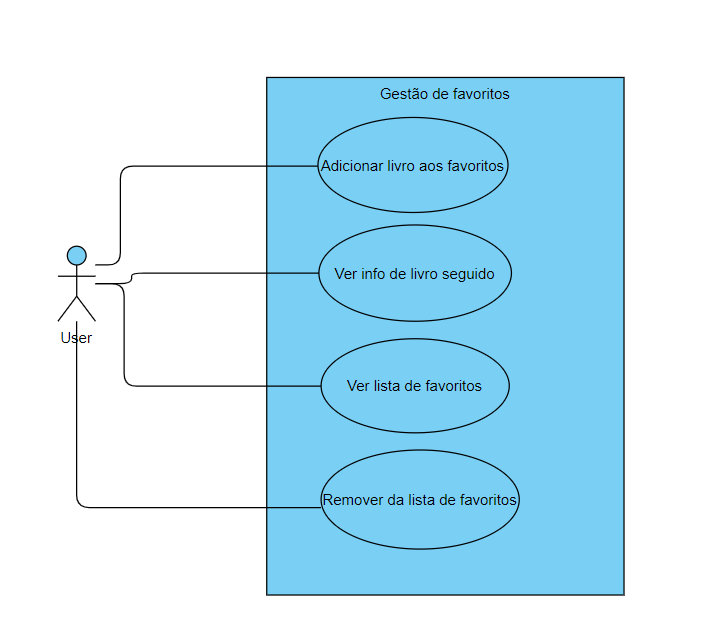 Gestão de favoritos
Adicionar livro aos favoritos
Ver info de livro seguido
User
Ver lista de favoritos
Remover da lista de favoritos